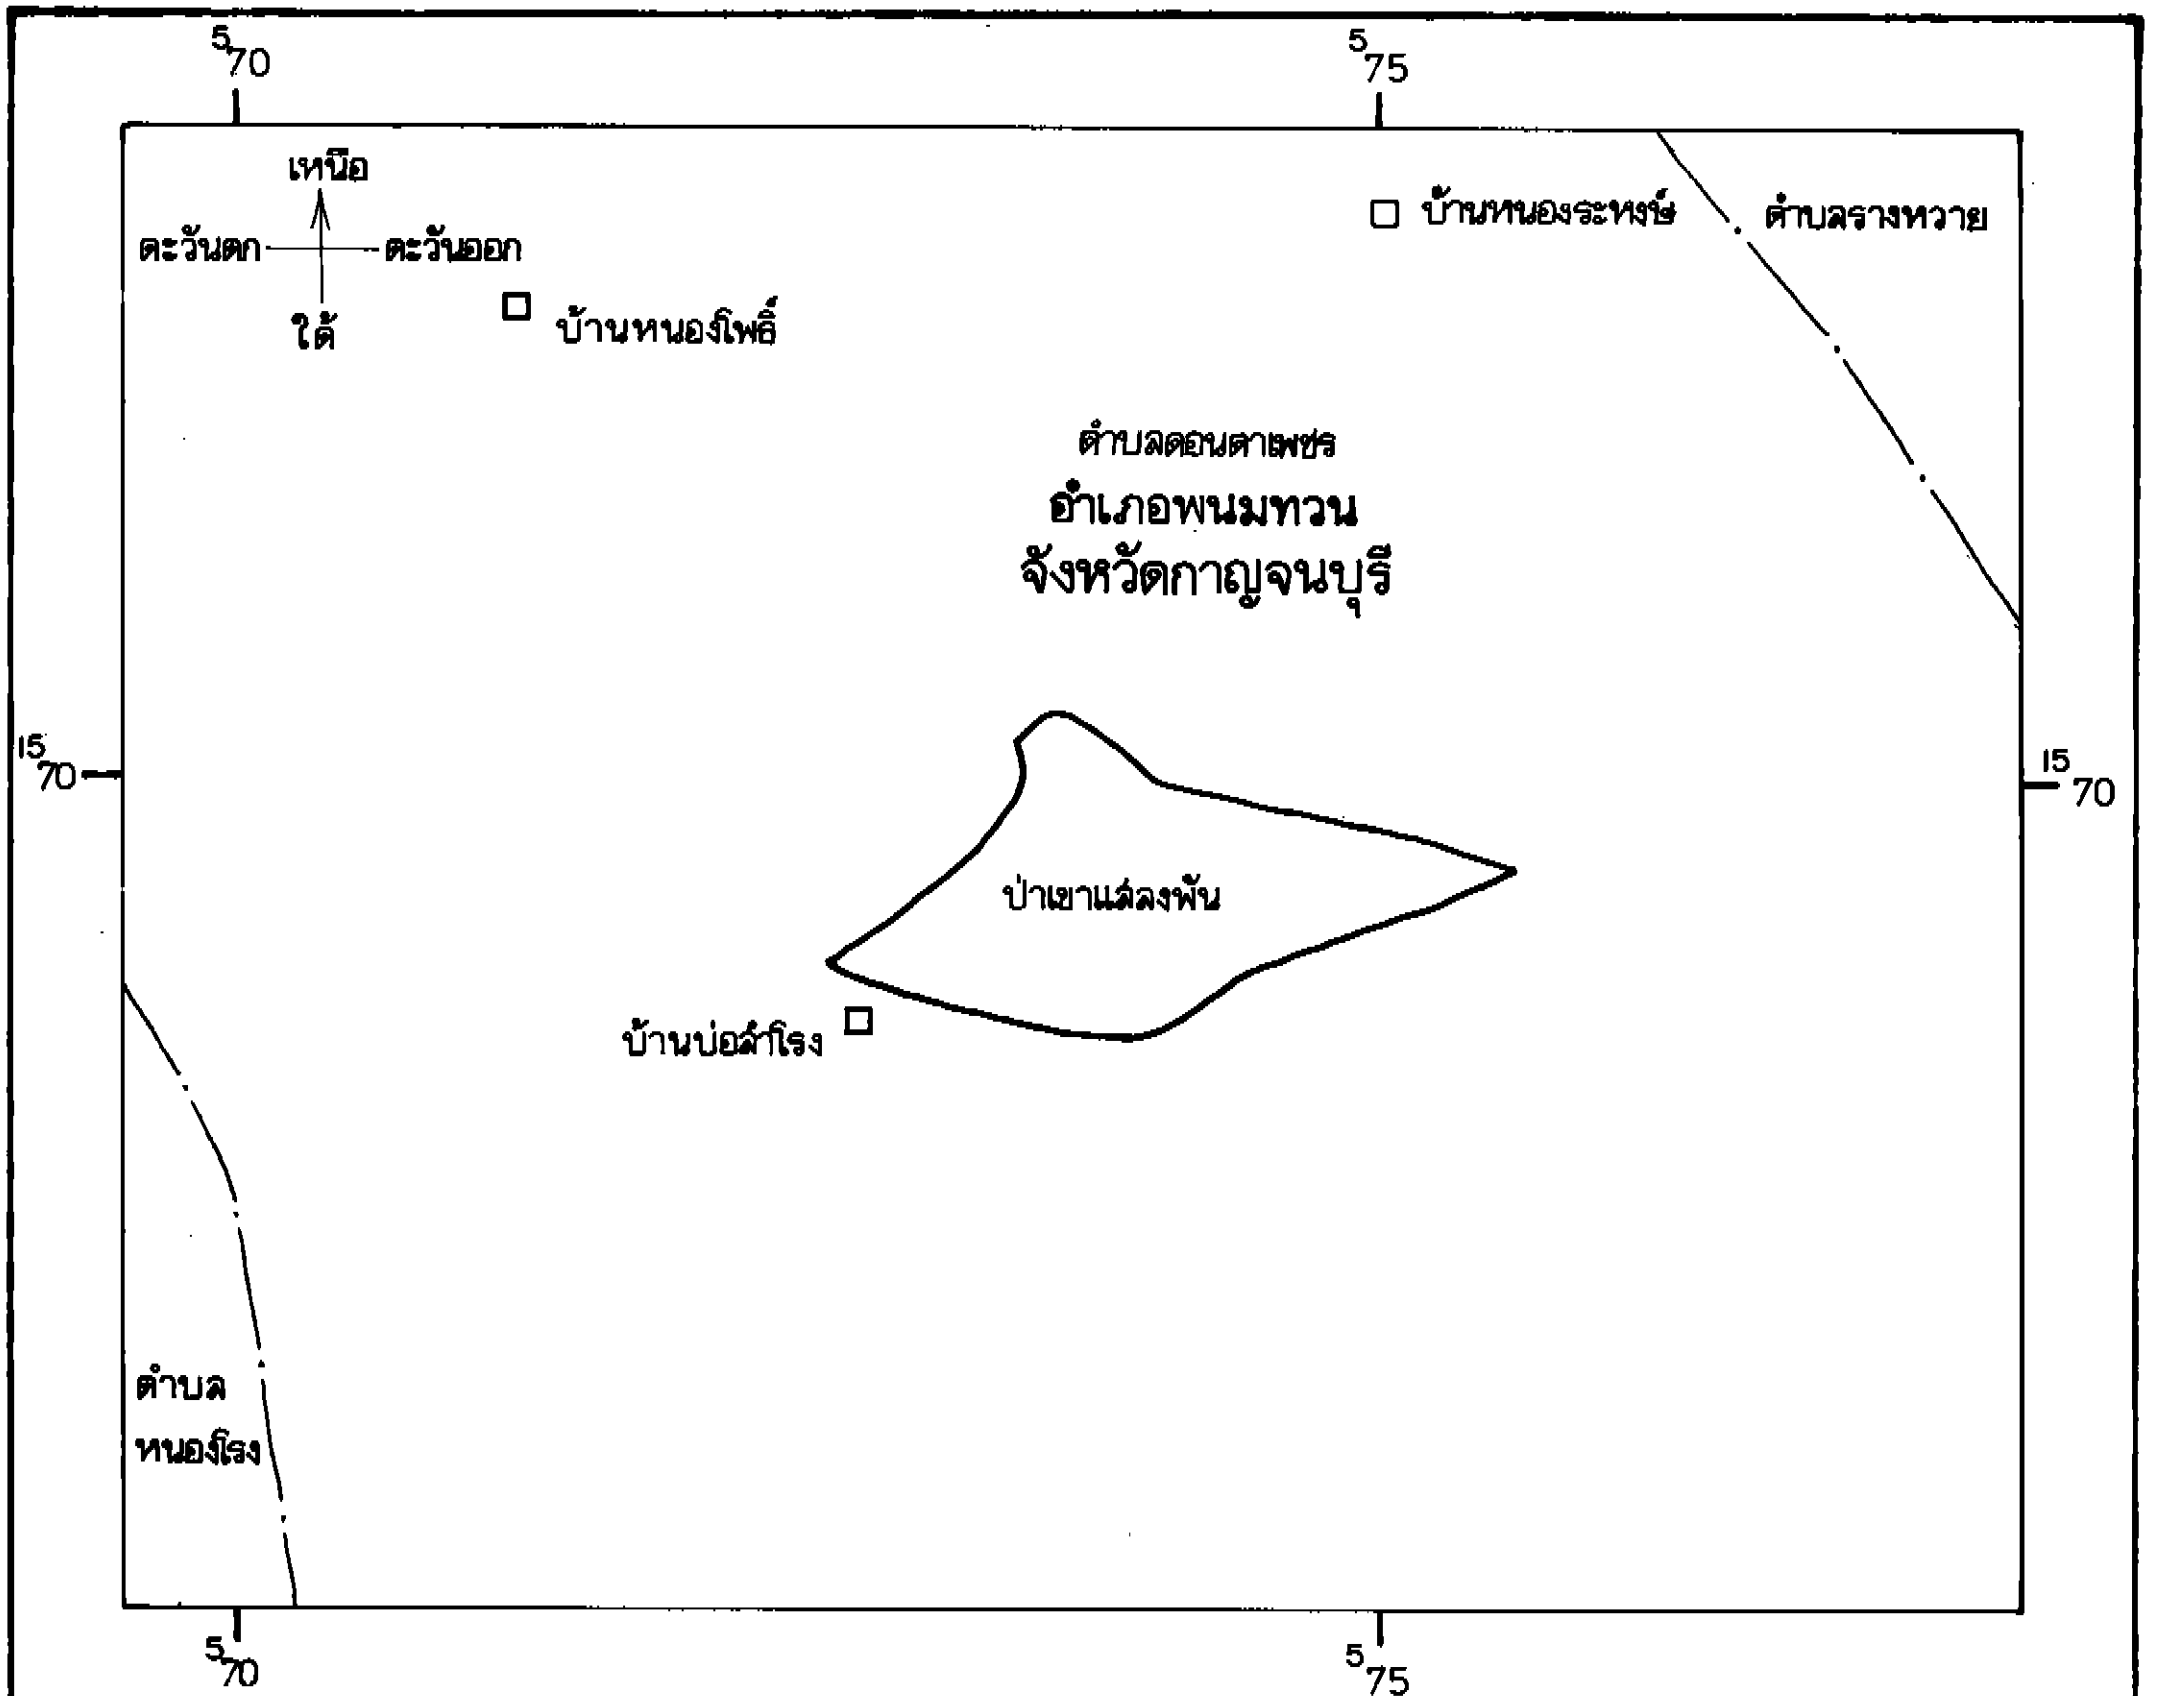 5 70
5 75
เหนือ
ตะวันตก ตะวันออก
ใต้
บ้านหนองระหงษ์
ตำบลรางหวาย
บ้านหนองโพธิ์
ตำบลดอนตาเพชร
อำเภอพนมทวน
จังหวัดกาญจนบุรี
15 70
15 70
ป่าเขาแสลงพัน
บ้านบ่อสำโรง
ตำบล
หนองโรง
5 70
5 75